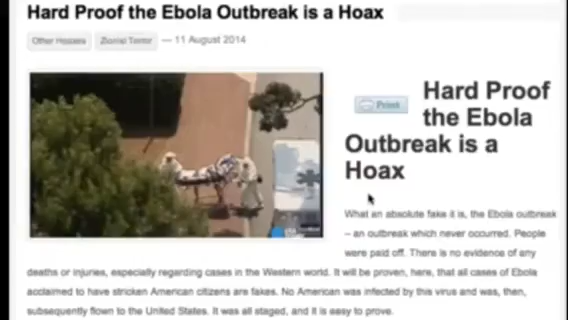 Hard Proof the Ebola Outbreak is a Hoax
Other Hoaxes
Zionist Terror
— 11 August 2014
Print
Hard Proof
the Ebola
Outbreak is a
Hoax
What an absolute fake it is, the Ebola outbreak
– an outbreak which never occurred. People
were paid off. There is no evidence of any
deaths or injuries, especially regarding cases in the Western world. It will be proven, here, that all cases of Ebola
acclaimed to have stricken American citizens are fakes. No American was infected by this virus and was, then,
subsequently flown to the United States. It was all staged, and it is easy to prove.